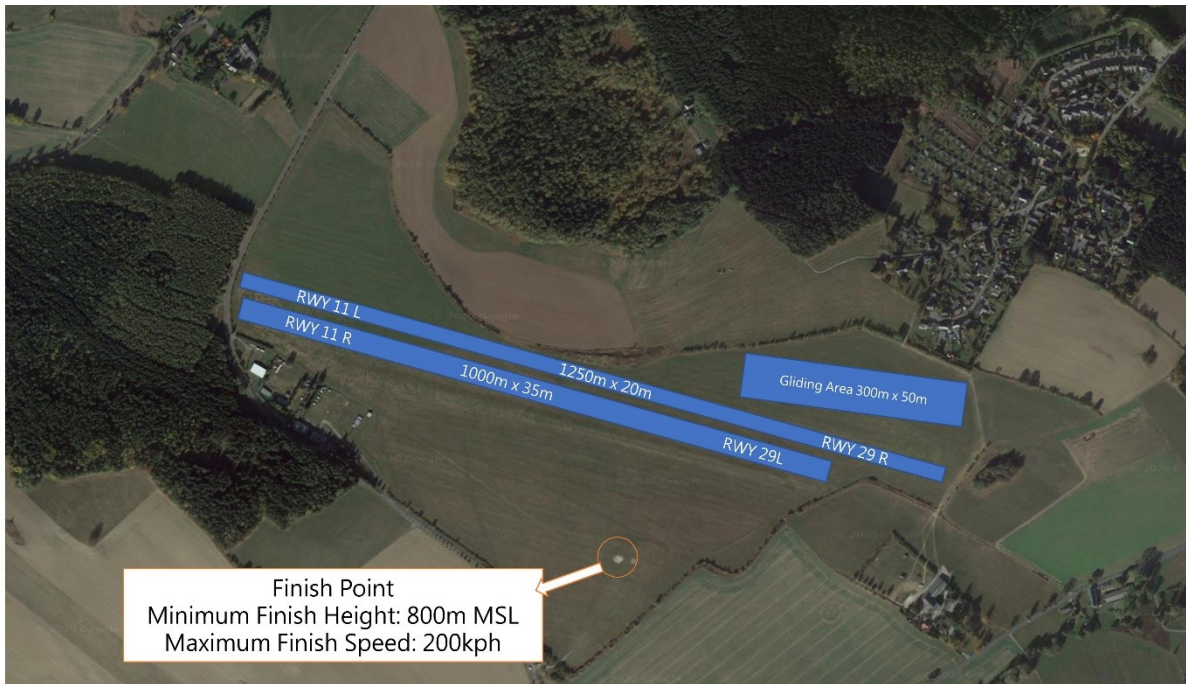 RWY 11 L
RWY 11 R
1250m x 20m
1000m x 35m
Gliding Area 300m x 50m
RWY 29L
RWY 29 R
Finish Point
Minimum Finish Height: 800m MSL
Maximum Finish Speed: 200kph